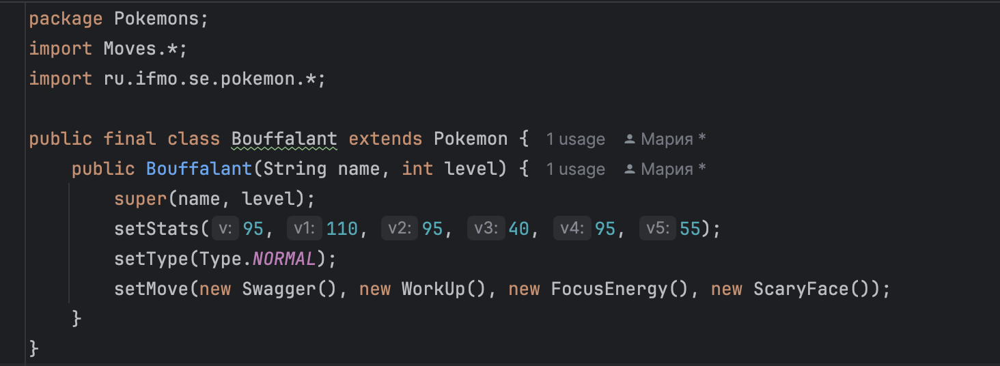 package Pokemons;
import Moves.*;
import ru.ifmo.se.pokemon.*;
public final class Bouffalant extends Pokemon { 1 usage Мария *
public Bouffalant(String name, int level) { 1 usage Мария *
super(name, level);
setStats( v: 95, v1: 110, v2: 95, v3: 40, v4: 95, v5: 55);
setType(Type.NORMAL);
setMove(new Swagger(), new WorkUp(), new FocusEnergy(), new ScaryFace());
}
}